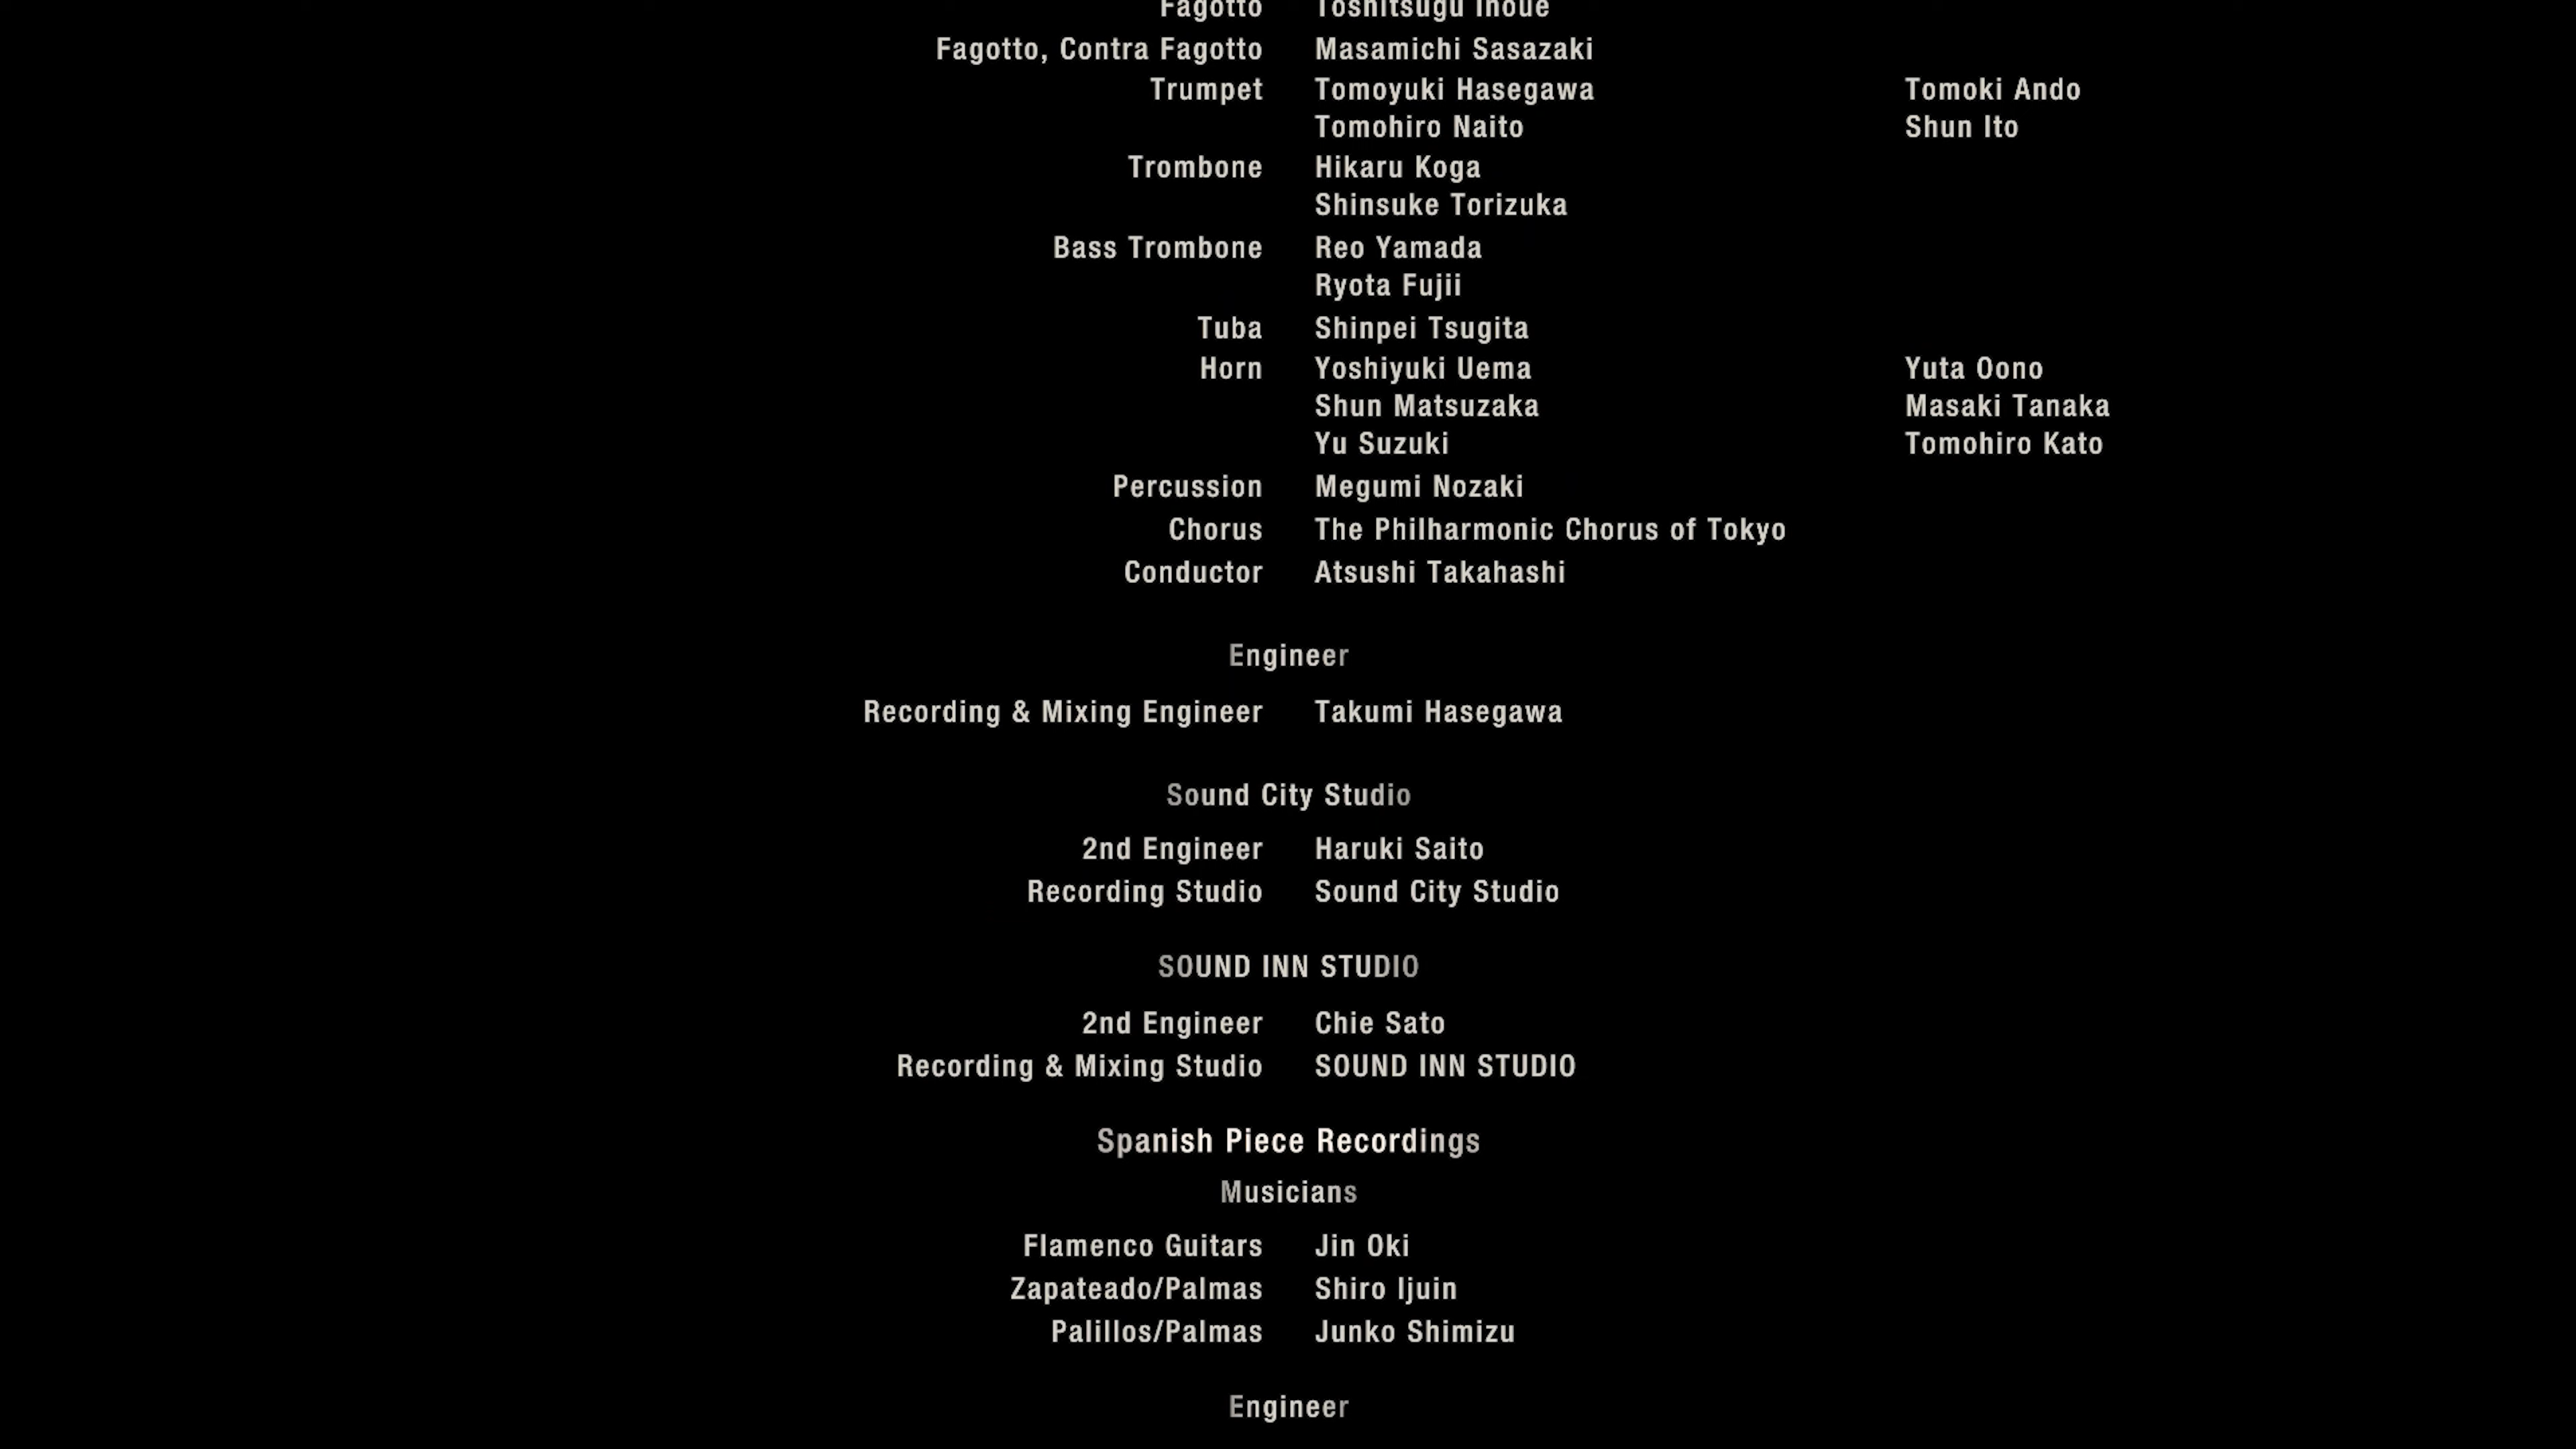 Fagotto Toshitsugu Inoue
Fagotto, Contra Fagotto Masamichi Sasazaki
Trumpet Tomoyuki Hasegawa Tomoki Ando
Tomohiro Naito Shun Ito
Trombone Hikaru Koga
Shinsuke Torizuka
Bass Trombone Reo Yamada
Ryota Fujii
Tuba Shinpei Tsugita
Horn Yoshiyuki Uema Yuta Oono
Shun Matsuzaka Masaki Tanaka
Yu Suzuki Tomohiro Kato
Percussion Megumi Nozaki
Chorus The Philharmonic Chorus of Tokyo
Conductor Atsushi Takahashi
Engineer
Recording & Mixing Engineer Takumi Hasegawa
Sound City Studio
2nd Engineer Haruki Saito
Recording Studio Sound City Studio
SOUND INN STUDIO
2nd Engineer Chie Sato
Recording & Mixing Studio SOUND INN STUDIO
Spanish Piece Recordings
Musicians
Flamenco Guitars Jin Oki
Zapateado/Palmas Shiro Ijuin
Palillos/Palmas Junko Shimizu
Engineer